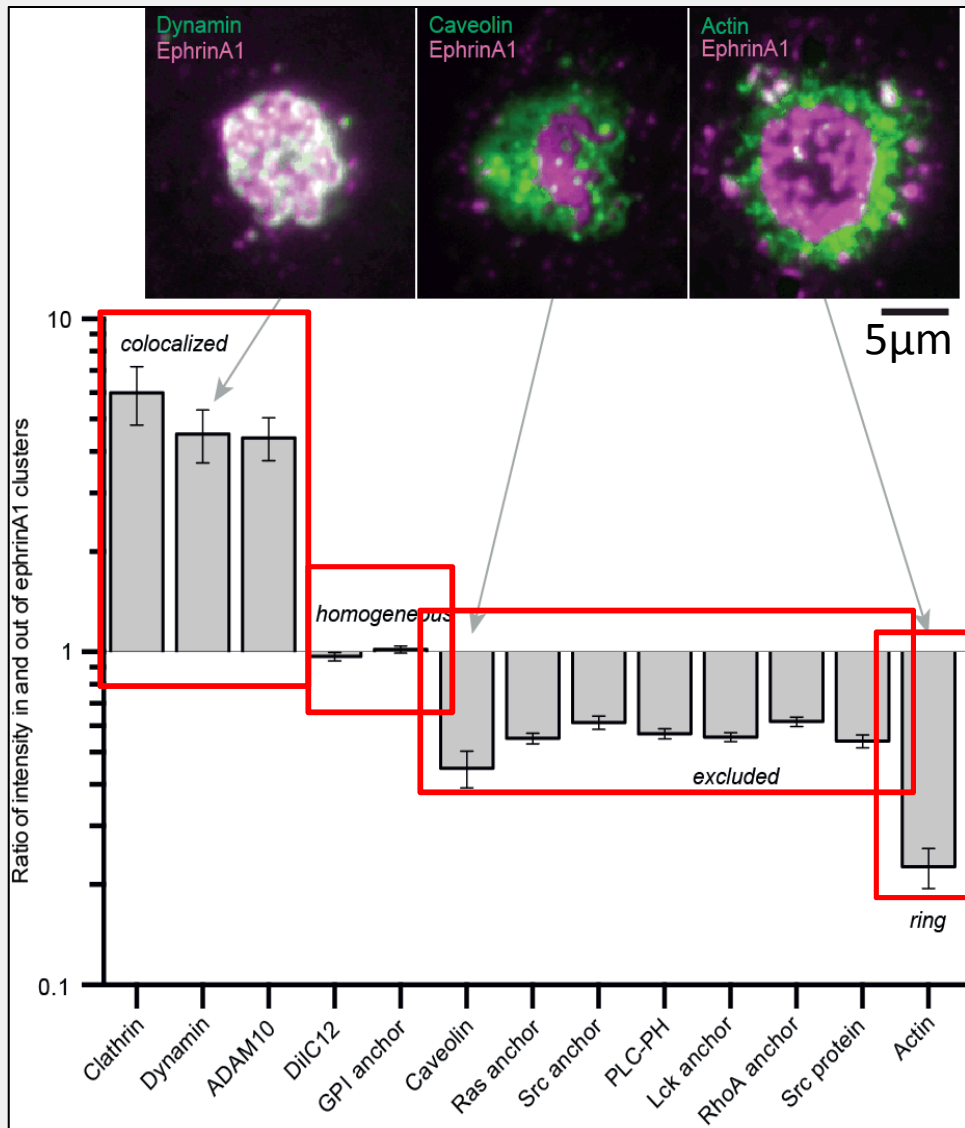 Dynamin
EphrinA1
Caveolin
EphrinA1
Actin
EphrinA1
5µm
Ratio of intensity in and out of ephrinA1 clusters
10
1
0.1
colocalized
homogeneous
excluded
ring
Clathrin
Dynamin
ADAM10
DiIC12
GPI anchor
Caveolin
Ras anchor
Src anchor
PLC-PH
Lck anchor
RhoA anchor
Src protein
Actin